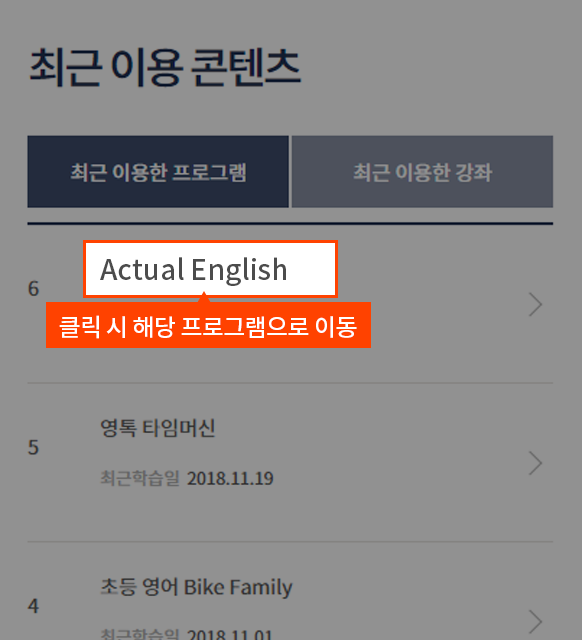 최근 이용 콘텐츠
최근 이용한 프로그램
최근 이용한 강좌
6
Actual English
클릭 시 해당 프로그램으로 이동
5
영톡 타임머신
최근학습일 2018.11.19
4
초등 영어 Bike Family
최근학습일 2018.11.01